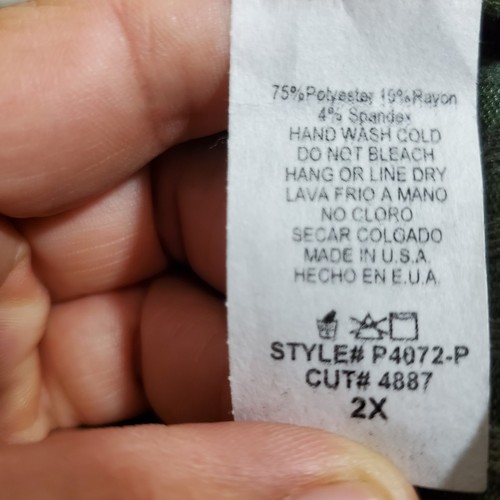 75%Polyester 19%Rayon
4% Spandex
HAND WASH COLD
DO NOT BLEACH
HANG OR LINE DRY
LAVA FRIO A MANO
NO CLORO
SECAR COLGADO
MADE IN U.S.A.
HECHO EN E.U.A.
STYLE# P4072-P
CUT# 4887
2X